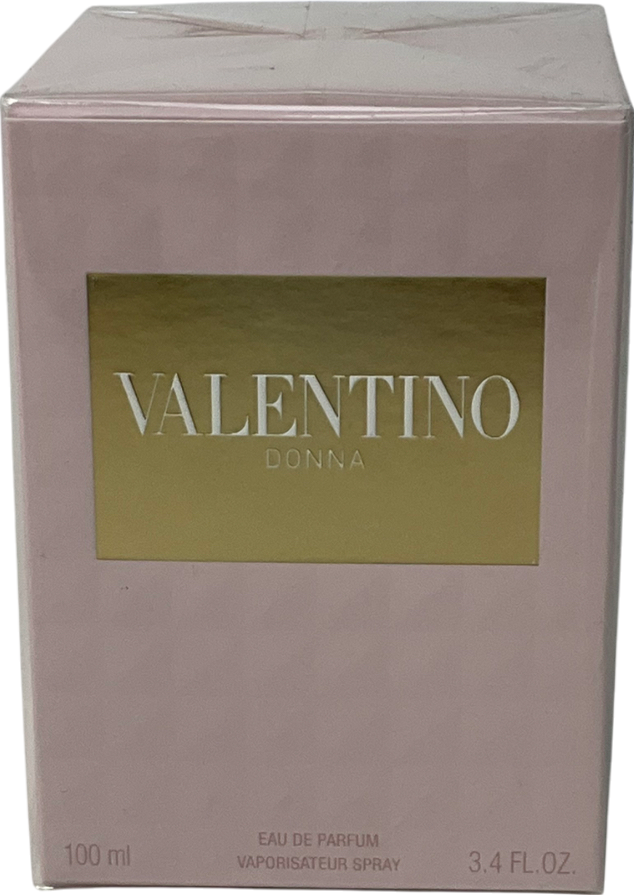 VALENTINO
DONNA
EAU DE PARFUM
100 ml VAPORISATEUR SPRAY 3.4 FL.OZ.